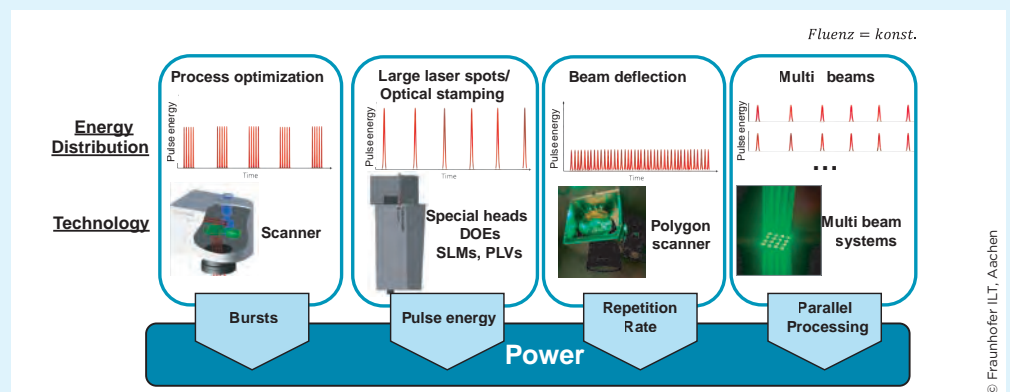 Fluenz = konst.
Process optimization
Large laser spots/
Optical stamping
Beam deflection
Multi beams
Energy
Distribution
Pulse energy
Time
Pulse energy
Time
Pulse energy
Time
Pulse energy
...
Technology
Scanner
Special heads
DOEs
SLMs, PLVs
Polygon
scanner
Multi beam
systems
Bursts
Pulse energy
Repetition
Rate
Parallel
Processing
Power
© Fraunhofer ILT, Aachen